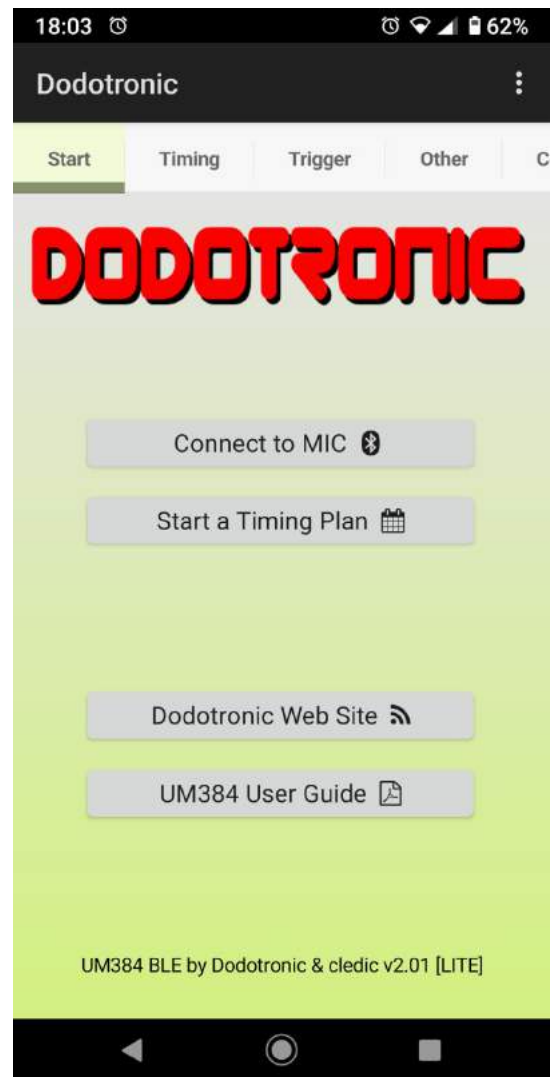 18:03 62%
Dodotronic
Start Timing Trigger Other C
DODOTRONIC
Connect to MIC
Start a Timing Plan
Dodotronic Web Site
UM384 User Guide
UM384 BLE by Dodotronic & cledic v2.01 [LITE]